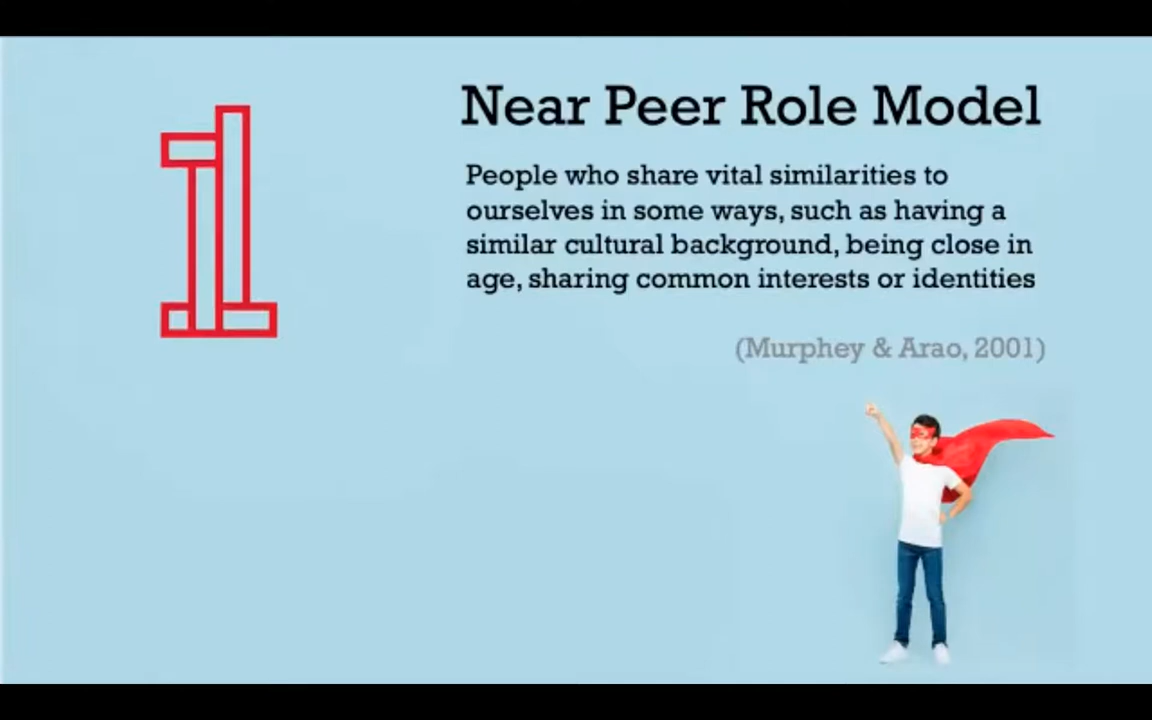 1
Near Peer Role Model
People who share vital similarities to
ourselves in some ways, such as having a
similar cultural background, being close in
age, sharing common interests or identities
(Murphey & Arao, 2001)